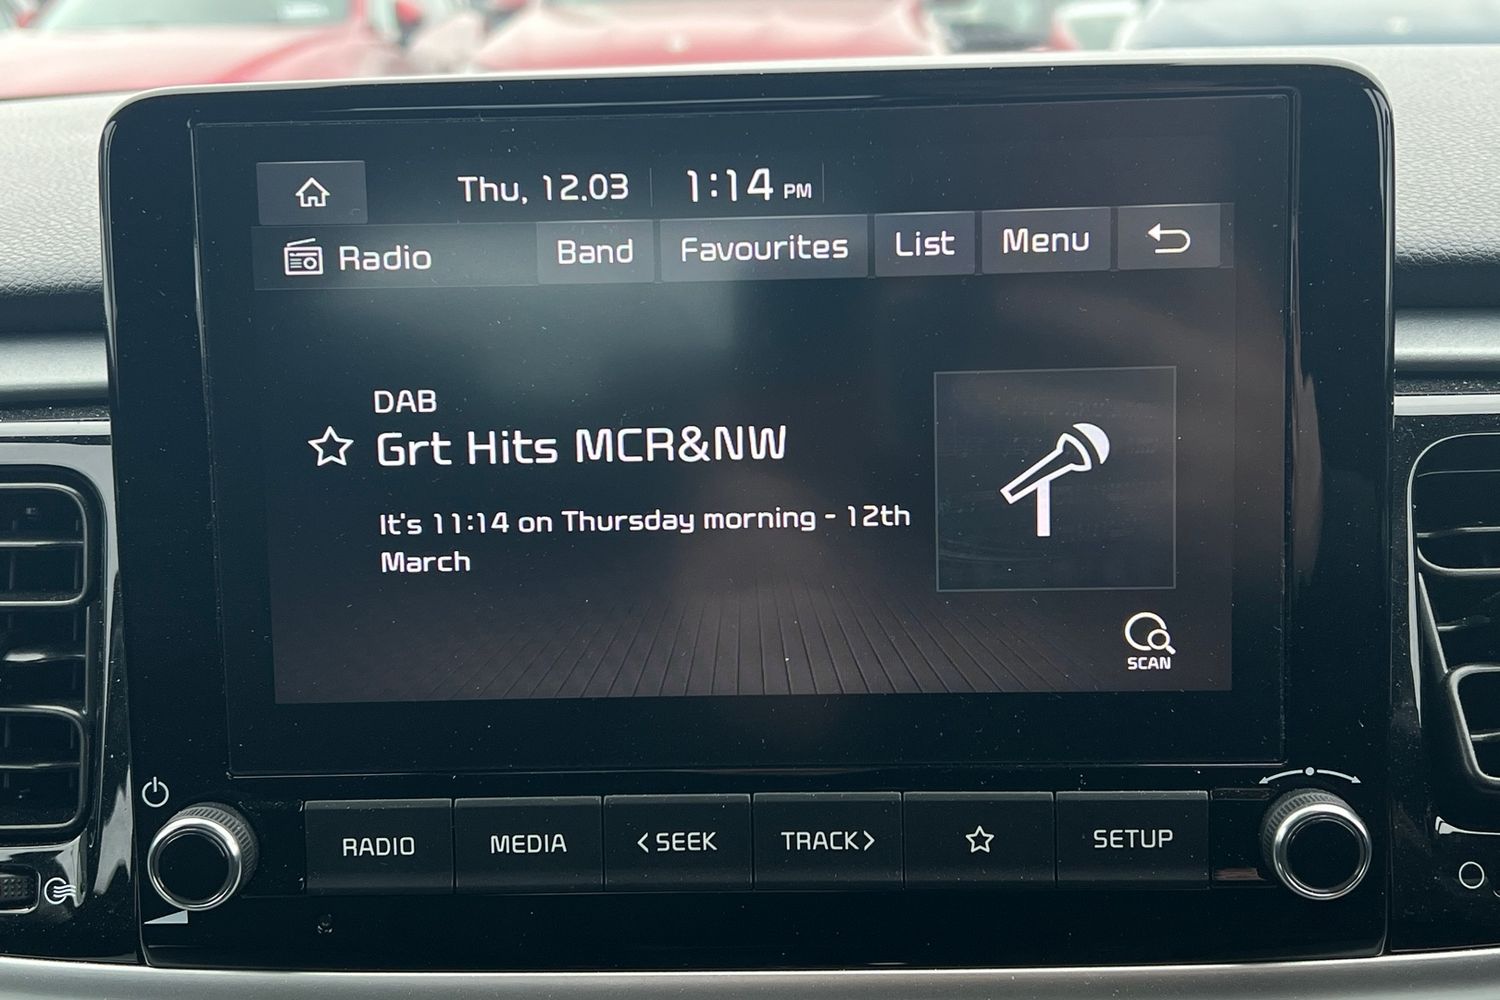 Thu, 12.03 1:14 PM
Radio Band Favourites List Menu
DAB
Grt Hits MCR&NW
It's 11:14 on Thursday morning - 12th
March
SCAN
RADIO MEDIA <SEEK TRACK> SETUP